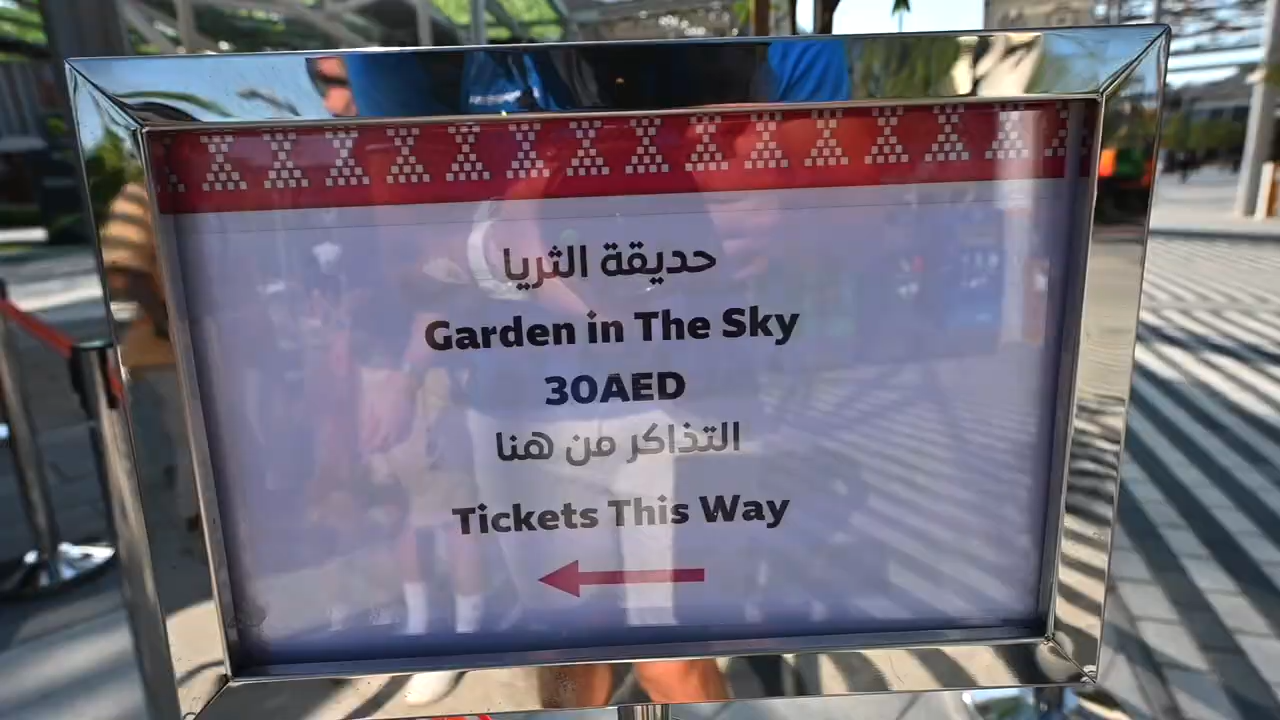 حديقة الثريا
Garden in The Sky
30AED
التذاكر من هنا
Tickets This Way